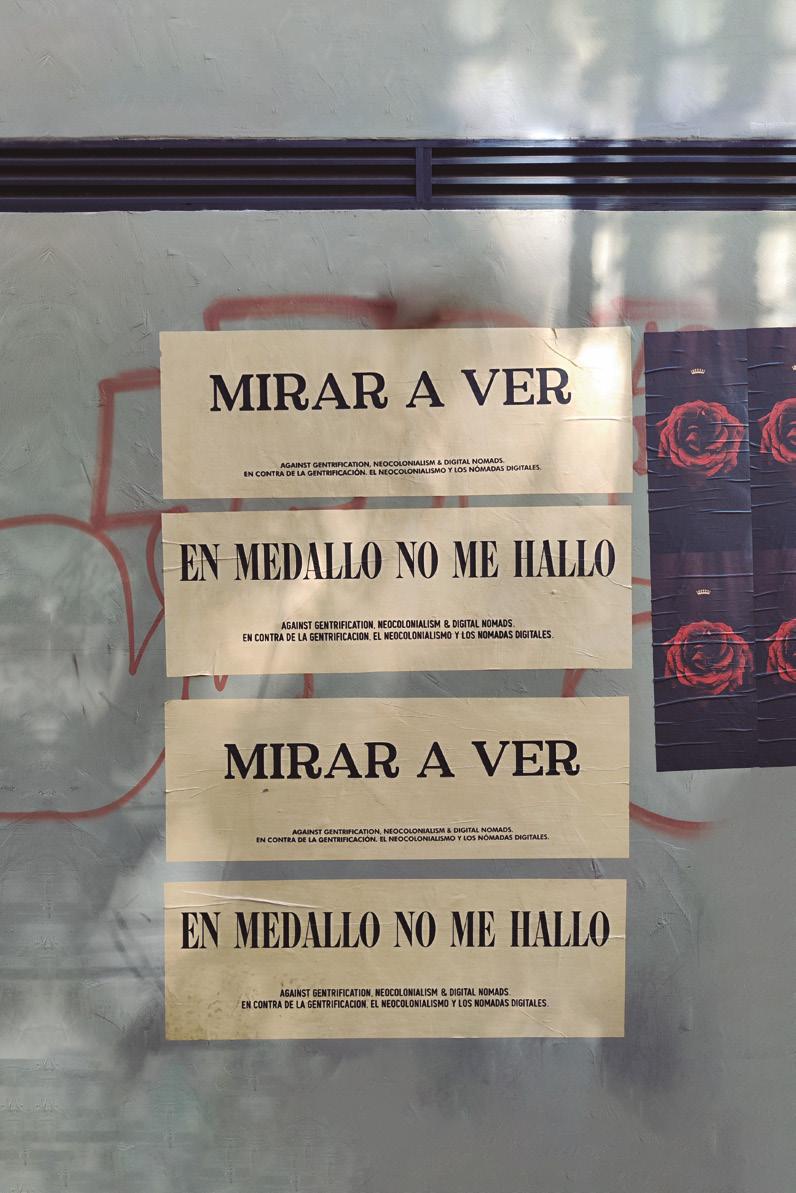 MIRAR A VER
AGAINST GENTRIFICATION, NEOCOLONIALISM & DIGITAL NOMADS.
EN CONTRA DE LA GENTRIFICACIÓN. EL NEOCOLONIALISMO Y LOS NÓMADAS DIGITALES.
EN MEDALLO NO ME HALLO
AGAINST GENTRIFICATION, NEOCOLONIALISM & DIGITAL NOMADS.
EN CONTRA DE LA GENTRIFICACION, EL NEOCOLONIALISMO Y LOS NOMADAS DIGITALES.
MIRAR A VER
AGAINST GENTRIFICATION, NEOCOLONIALISM & DIGITAL NOMADS.
EN CONTRA DE LA GENTRIFICACIÓN. EL NEOCOLONIALISMO Y LOS NÓMADAS DIGITALES.
EN MEDALLO NO ME HALLO
AGAINST GENTRIFICATION, NEOCOLONIALISM & DIGITAL NOMADS.
EN CONTRA DE LA GENTRIFICACION, EL NEOCOLONIALISMO Y LOS NOMADAS DIGITALES.